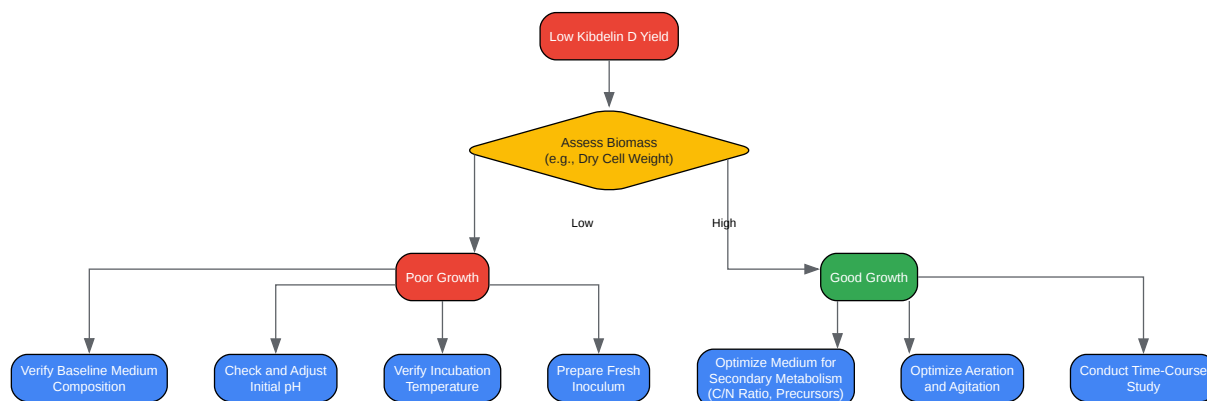 Low Kibdelin D Yield
Assess Biomass
(e.g., Dry Cell Weight)
Low
High
Poor Growth
Good Growth
Verify Baseline Medium
Composition
Check and Adjust
Initial pH
Verify Incubation
Temperature
Prepare Fresh
Inoculum
Optimize Medium for
Secondary Metabolism
(C/N Ratio, Precursors)
Optimize Aeration
and Agitation
Conduct Time-Course
Study